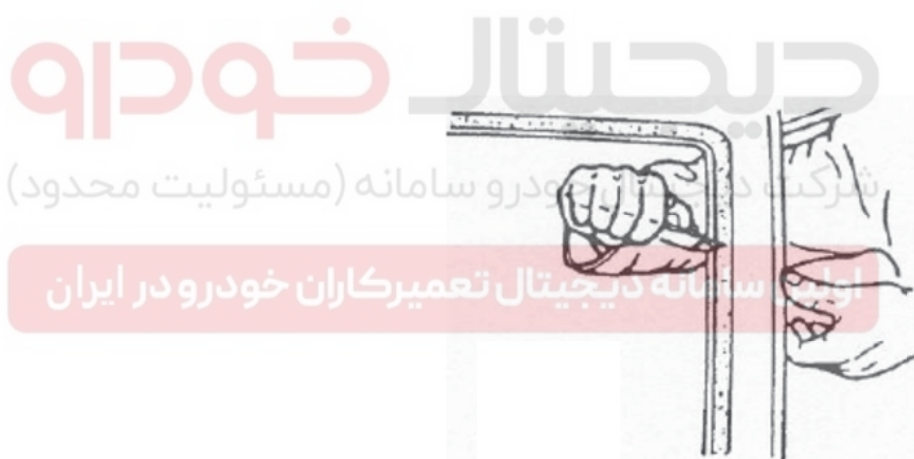 دیجیتال خودرو
شرکت دیجیتال خودرو سامانه (مسئولیت محدود)
اولین سامانه دیجیتال تعمیرکاران خودرو در ایران